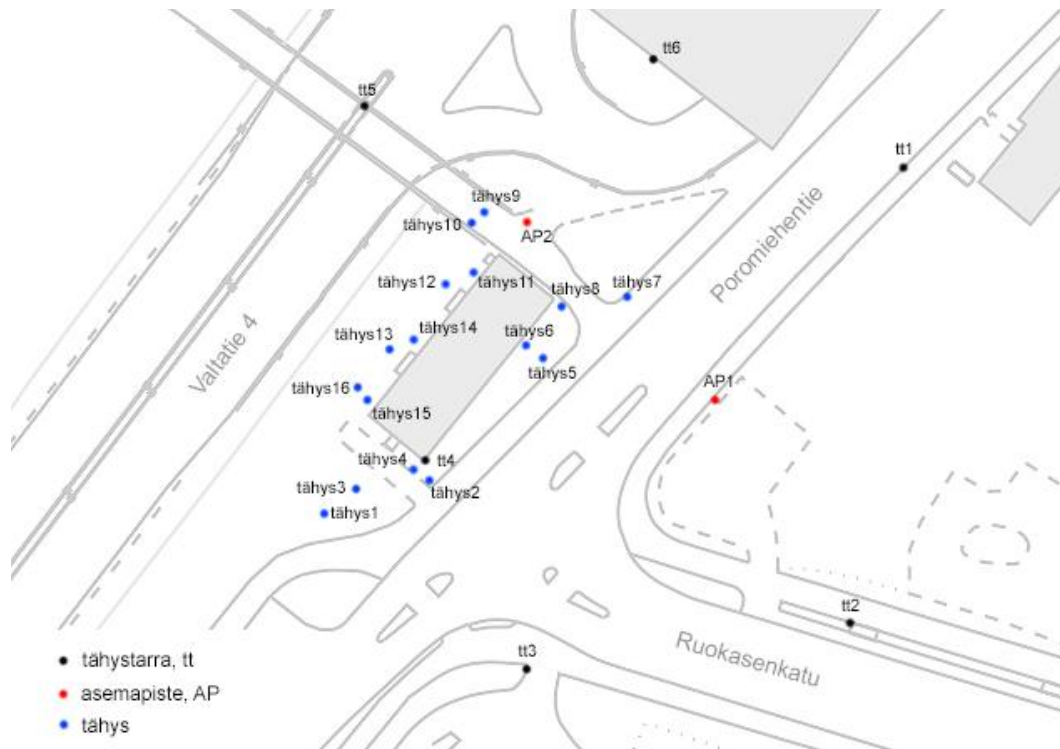 tt6
tt5
tt1
tähys9
tähys10
AP2
Poromiehentie
tähys12
tähys11
tähys8
tähys7
tähys14
tähys6
tähys13
Valtatie 4
tähys5
tähys16
AP1
tähys15
tähys4
tt4
tähys3
tähys2
tähys1
tt2
Ruokasenkatu
tt3
tähystarra, tt
asemapiste, AP
tähys